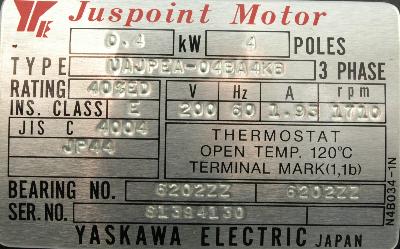 YE Juspoint Motor
0.4 kW 4 POLES
TYPE UAJPEA-04BA4KB 3 PHASE
RATING 40%ED V Hz A rpm
INS. CLASS E 200 60 1.95 1710
JIS C 4004
JP44
THERMOSTAT
OPEN TEMP. 120°C
TERMINAL MARK(1,1b)
BEARING NO. 6202ZZ 6202ZZ
SER. NO.
YASKAWA ELECTRIC JAPAN
N4B034-1N